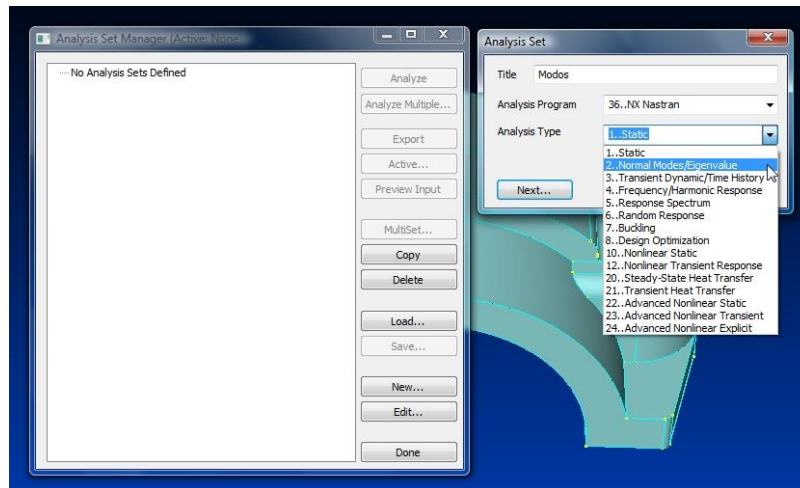 Analysis Set Manager (Active: None)
No Analysis Sets Defined
Analyze
Analyze Multiple...
Export
Active...
Preview Input
MultiSet...
Copy
Delete
Load...
Save...
New...
Edit...
Done
Analysis Set
Title Modos
Analysis Program 36..NX Nastran
Analysis Type 1..Static
1..Static
2..Normal Modes/Eigenvalue
3..Transient Dynamic/Time History
4..Frequency/Harmonic Response
5..Response Spectrum
6..Random Response
7..Buckling
8..Design Optimization
10..Nonlinear Static
12..Nonlinear Transient Response
20..Steady-State Heat Transfer
21..Transient Heat Transfer
22..Advanced Nonlinear Static
23..Advanced Nonlinear Transient
24..Advanced Nonlinear Explicit
Next...